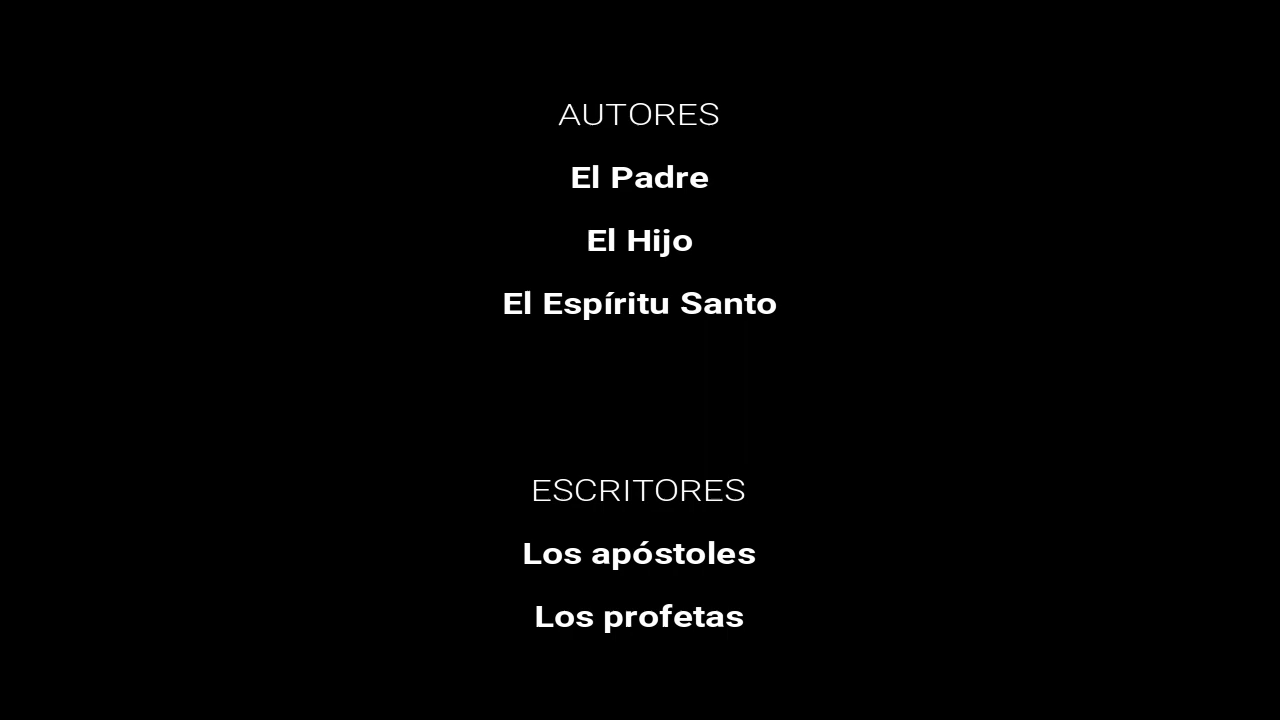 AUTORES
El Padre
El Hijo
El Espíritu Santo
ESCRITORES
Los apóstoles
Los profetas